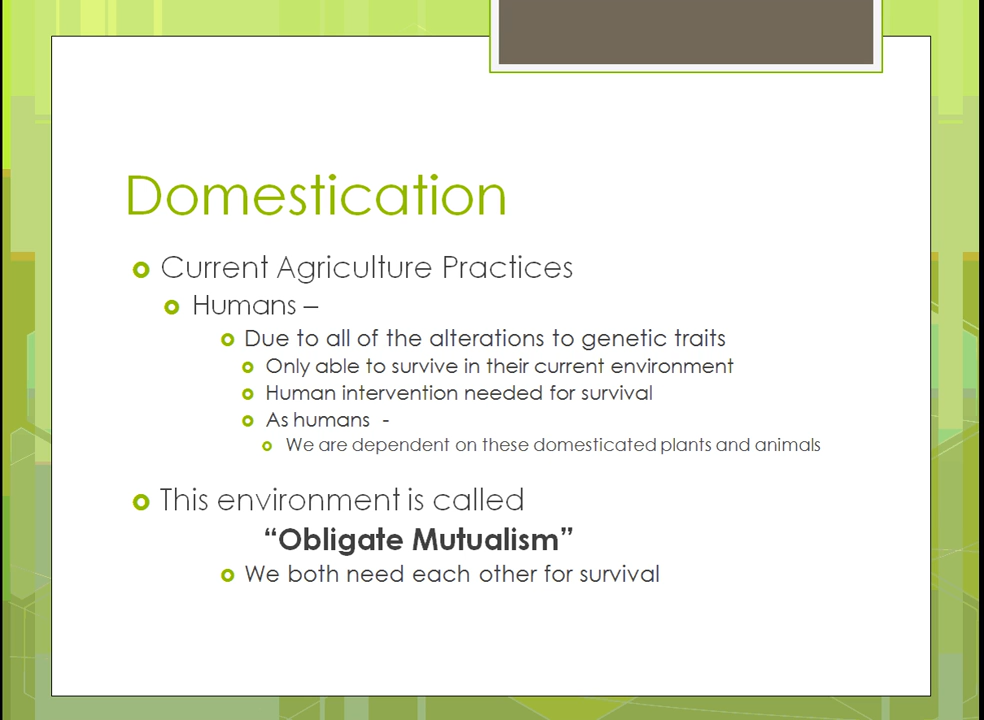 Domestication
Current Agriculture Practices
Humans –
Due to all of the alterations to genetic traits
Only able to survive in their current environment
Human intervention needed for survival
As humans -
We are dependent on these domesticated plants and animals
This environment is called
“Obligate Mutualism”
We both need each other for survival